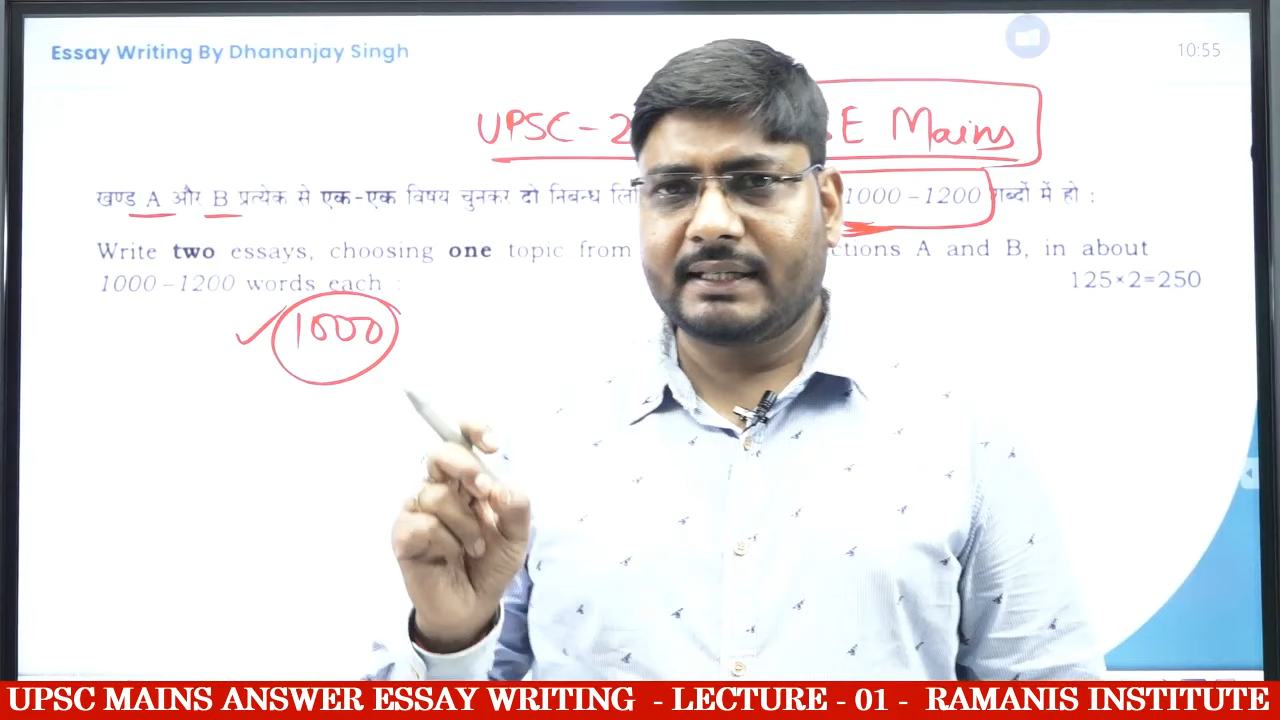 Essay Writing By Dhananjay Singh
10:55
UPSC-2 E Mains
खण्ड A और B प्रत्येक से एक-एक विषय चुनकर दो निबन्ध 1000-1200 शब्दों में हो :
Write two essays, choosing one topic from A and B, in about
1000-1200 words each : 125×2=250
1000
UPSC MAINS ANSWER ESSAY WRITING - LECTURE - 01 - RAMANIS INSTITUTE